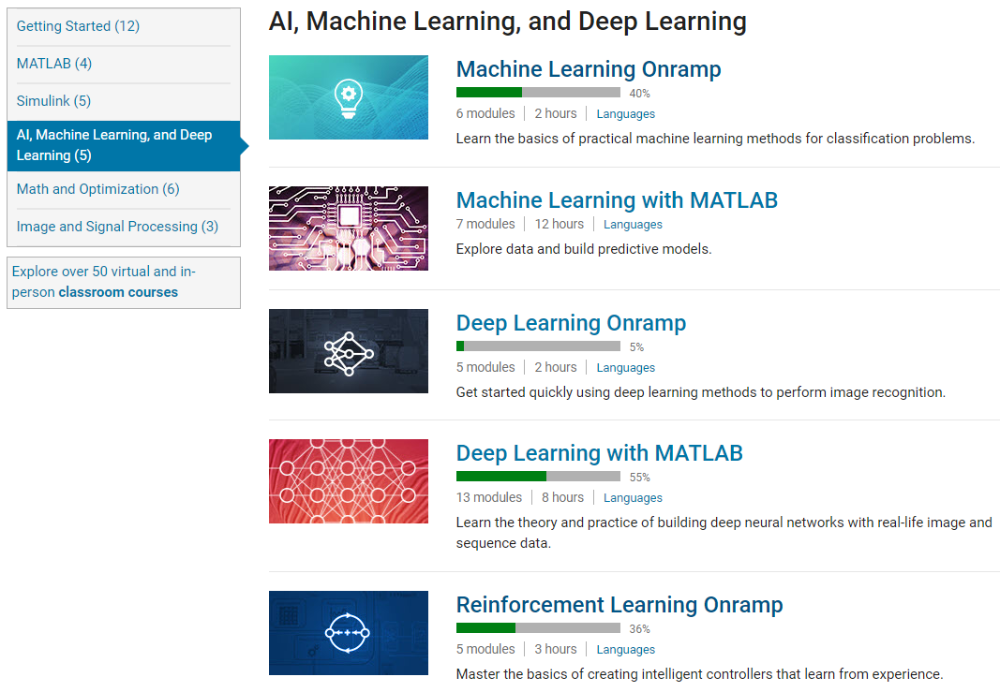 Getting Started (12)
MATLAB (4)
Simulink (5)
AI, Machine Learning, and Deep
Learning (5)
Math and Optimization (6)
Image and Signal Processing (3)
Explore over 50 virtual and in-
person classroom courses
AI, Machine Learning, and Deep Learning
Machine Learning Onramp
40%
6 modules | 2 hours | Languages
Learn the basics of practical machine learning methods for classification problems.
Machine Learning with MATLAB
7 modules | 12 hours | Languages
Explore data and build predictive models.
Deep Learning Onramp
5%
5 modules | 2 hours | Languages
Get started quickly using deep learning methods to perform image recognition.
Deep Learning with MATLAB
55%
13 modules | 8 hours | Languages
Learn the theory and practice of building deep neural networks with real-life image and
sequence data.
Reinforcement Learning Onramp
36%
5 modules | 3 hours | Languages
Master the basics of creating intelligent controllers that learn from experience.